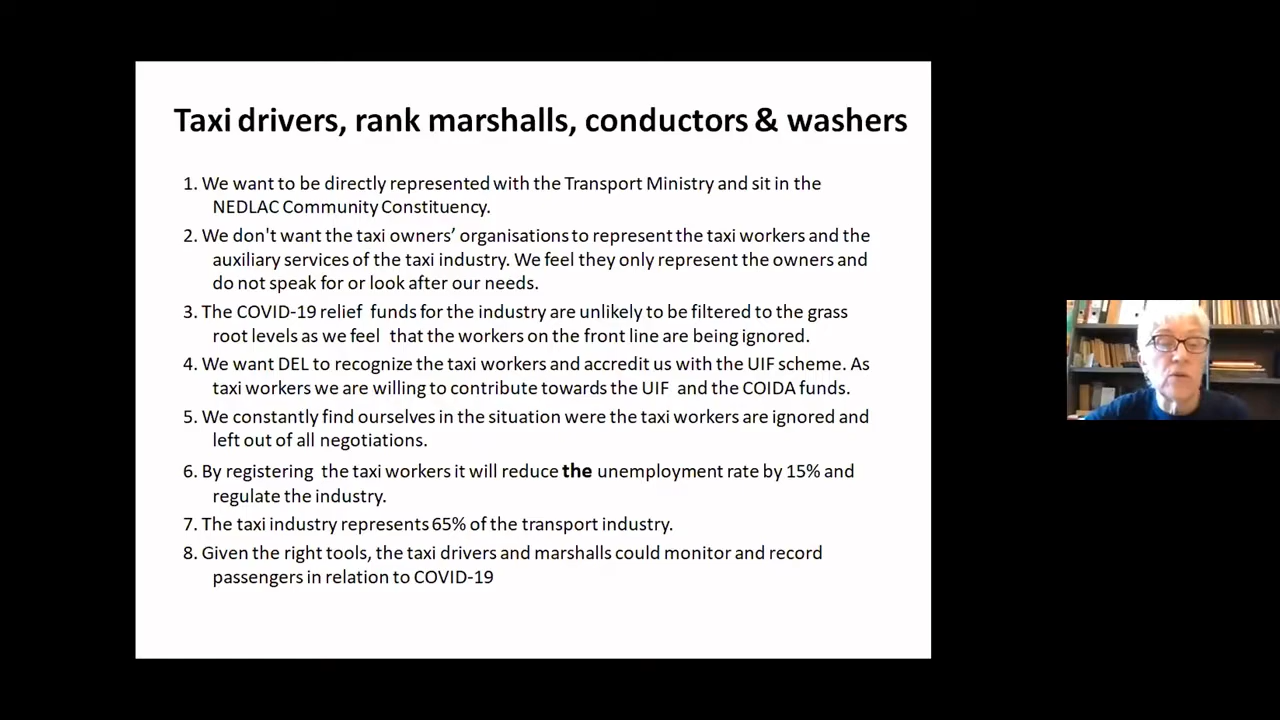 Taxi drivers, rank marshalls, conductors & washers
1. We want to be directly represented with the Transport Ministry and sit in the
NEDLAC Community Constituency.
2. We don't want the taxi owners’ organisations to represent the taxi workers and the
auxiliary services of the taxi industry. We feel they only represent the owners and
do not speak for or look after our needs.
3. The COVID-19 relief  funds for the industry are unlikely to be filtered to the grass
root levels as we feel  that the workers on the front line are being ignored.
4. We want DEL to recognize the taxi workers and accredit us with the UIF scheme. As
taxi workers we are willing to contribute towards the UIF  and the COIDA funds.
5. We constantly find ourselves in the situation were the taxi workers are ignored and
left out of all negotiations.
6. By registering  the taxi workers it will reduce the unemployment rate by 15% and
regulate the industry.
7. The taxi industry represents 65% of the transport industry.
8. Given the right tools, the taxi drivers and marshalls could monitor and record
passengers in relation to COVID-19